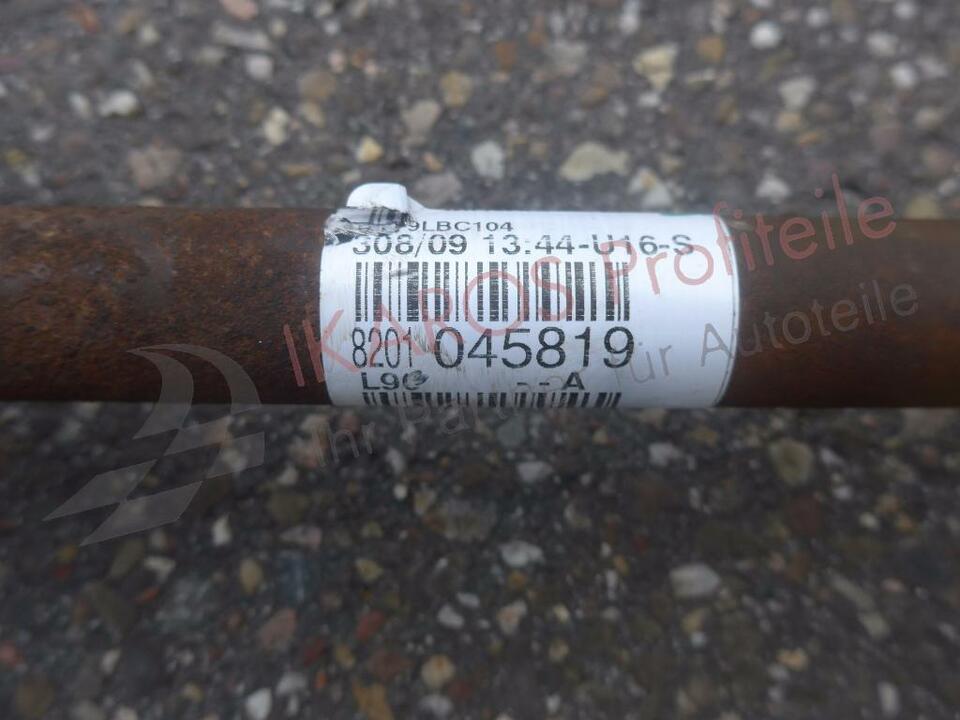 9LBC104
308/09 13:44-U16-S
8201 045819
L90 --A
IKAROS Profiteile
Ihr Partner für Autoteile